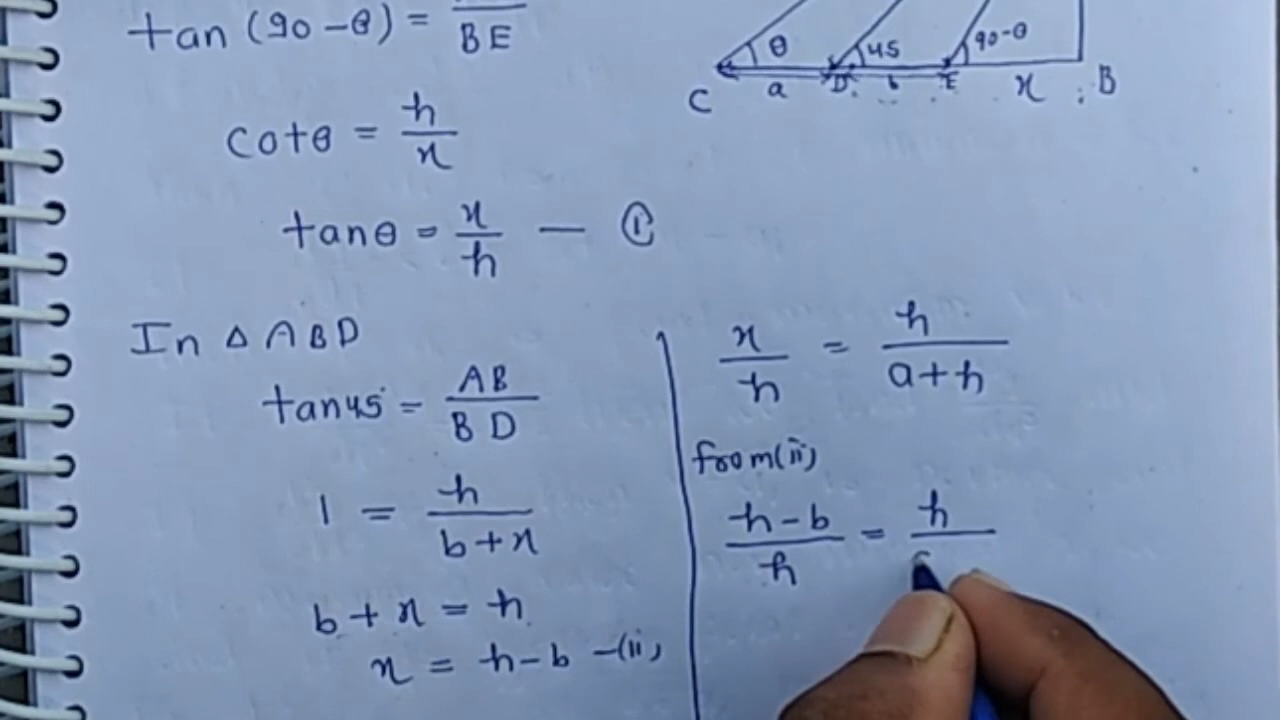 tan (90-θ) = —/BE
θ 45 90-θ
C a D b E x B
cotθ = h/x
tanθ = x/h — ①
In △ ABD
tan45 = AB/BD
1 = h/b+x
b+x = h
x = h-b -(ii)
x/h = h/a+h
from(ii)
h-b/h = h/